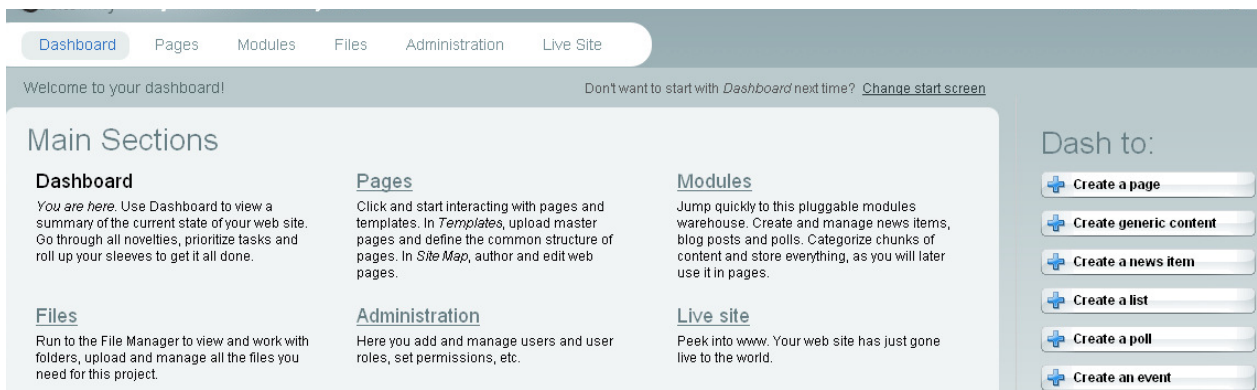 Dashboard Pages Modules Files Administration Live Site
Welcome to your dashboard!
Don't want to start with Dashboard next time? Change start screen
Main Sections
Dashboard
You are here. Use Dashboard to view a
summary of the current state of your web site.
Go through all novelties, prioritize tasks and
roll up your sleeves to get it all done.
Pages
Click and start interacting with pages and
templates. In Templates, upload master
pages and define the common structure of
pages. In Site Map, author and edit web
pages.
Modules
Jump quickly to this pluggable modules
warehouse. Create and manage news items,
blog posts and polls. Categorize chunks of
content and store everything, as you will later
use it in pages.
Files
Run to the File Manager to view and work with
folders, upload and manage all the files you
need for this project.
Administration
Here you add and manage users and user
roles, set permissions, etc.
Live site
Peek into www. Your web site has just gone
live to the world.
Dash to:
Create a page
Create generic content
Create a news item
Create a list
Create a poll
Create an event